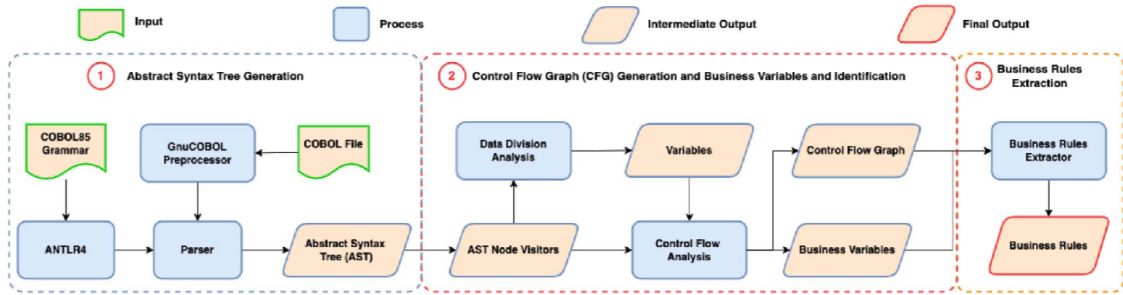 Input
Process
Intermediate Output
Final Output
1 Abstract Syntax Tree Generation
2 Control Flow Graph (CFG) Generation and Business Variables and Identification
3 Business Rules
Extraction
COBOL85
Grammar
GnuCOBOL
Preprocessor
COBOL File
Data Division
Analysis
Variables
Control Flow Graph
Business Rules
Extractor
ANTLR4
Parser
Abstract Syntax
Tree (AST)
AST Node Visitors
Control Flow
Analysis
Business Variables
Business Rules